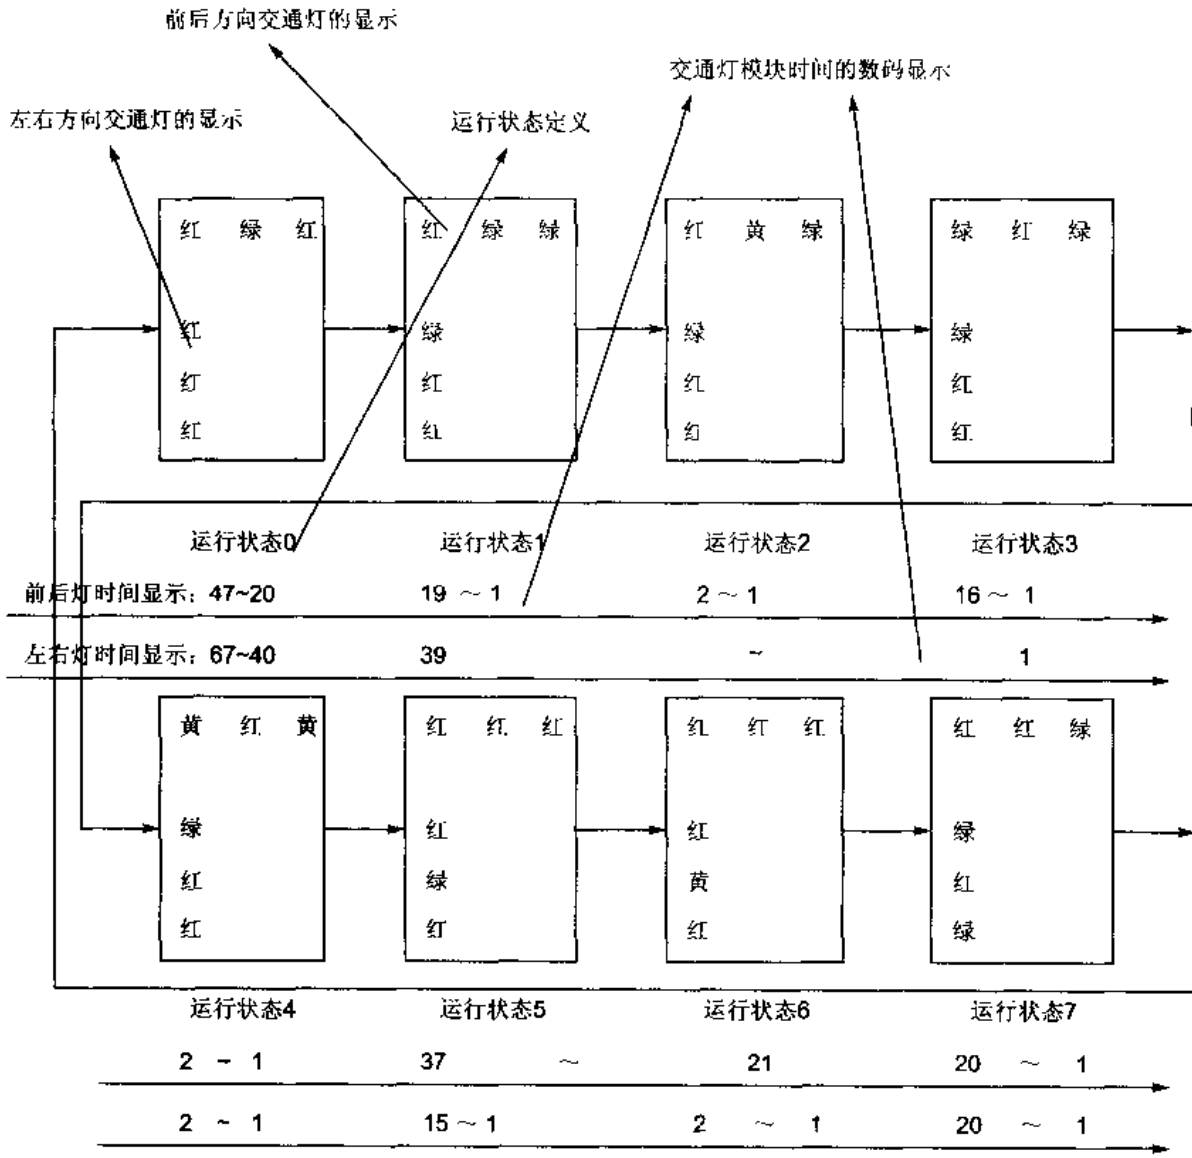 前后方向交通灯的显示
交通灯模块时间的数码显示
左右方向交通灯的显示
运行状态定义
红 绿 红
红 绿 绿
红 黄 绿
绿 红 绿
红
绿
绿
绿
红
红
红
红
红
红
红
红
运行状态0
运行状态1
运行状态2
运行状态3
前后灯时间显示: 47~20 19 ~ 1 2 ~ 1 16 ~ 1
左右灯时间显示: 67~40 39 ~ 1
黄 红 黄
红 红 红
红 红 红
红 红 绿
绿
红
红
绿
红
绿
黄
红
红
红
红
绿
运行状态4
运行状态5
运行状态6
运行状态7
2 ~ 1 37 ~ 21 20 ~ 1
2 ~ 1 15 ~ 1 2 ~ 1 20 ~ 1